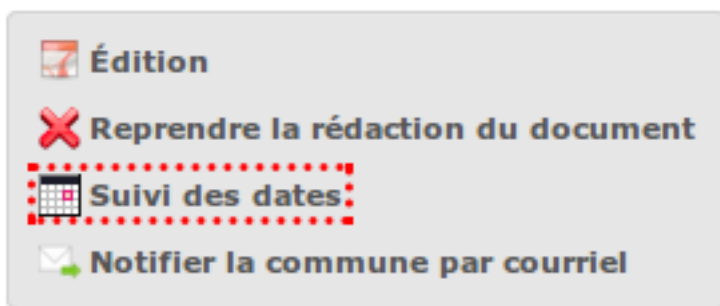 Édition
Reprendre la rédaction du document
Suivi des dates
Notifier la commune par courriel